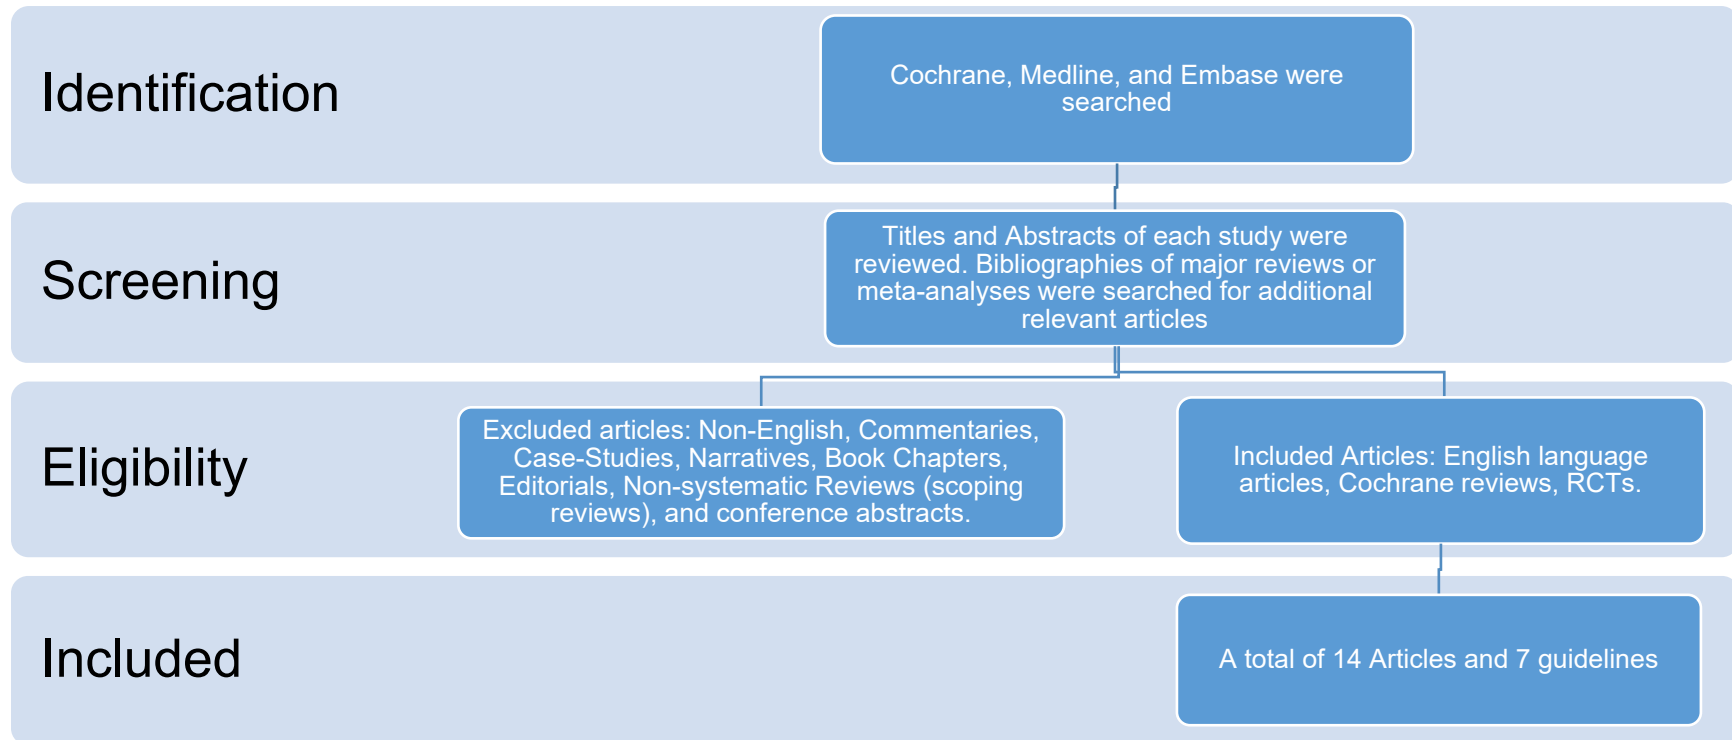 Identification
Cochrane, Medline, and Embase were
searched
Screening
Titles and Abstracts of each study were
reviewed. Bibliographies of major reviews or
meta-analyses were searched for additional
relevant articles
Eligibility
Excluded articles: Non-English, Commentaries,
Case-Studies, Narratives, Book Chapters,
Editorials, Non-systematic Reviews (scoping
reviews), and conference abstracts.
Included Articles: English language
articles, Cochrane reviews, RCTs.
Included
A total of 14 Articles and 7 guidelines